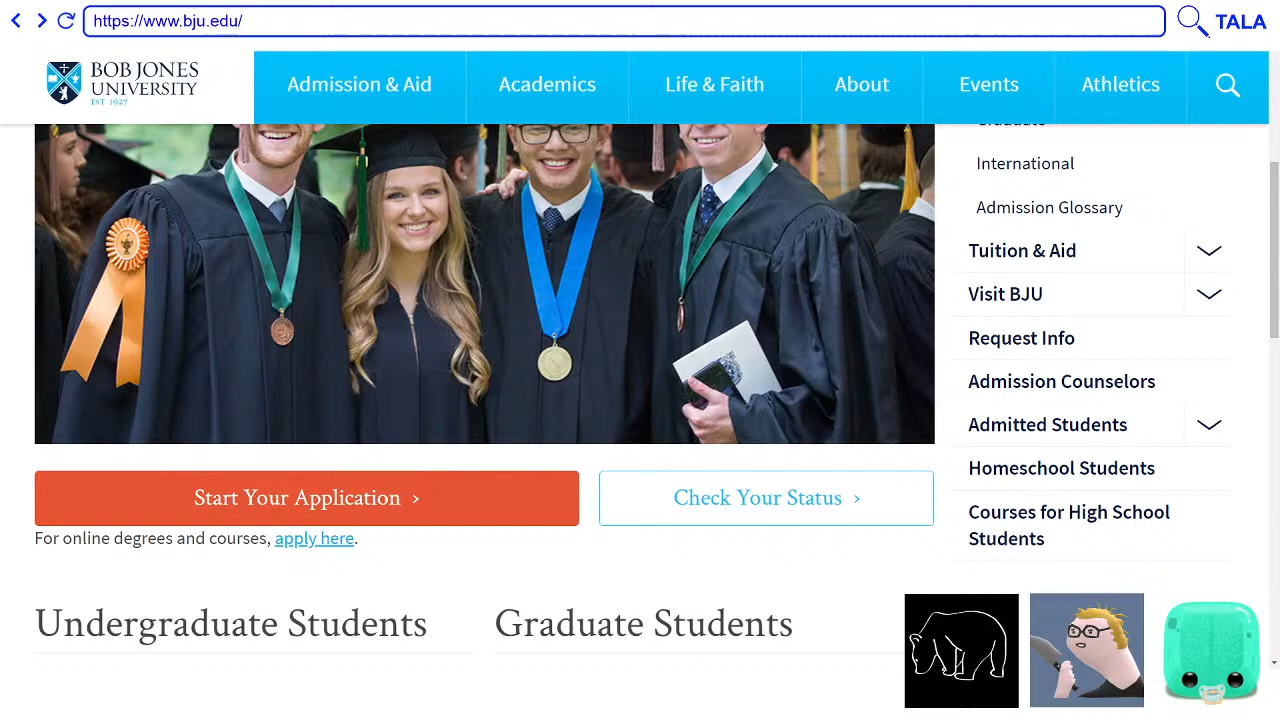 https://www.bju.edu/
TALA
BOB JONES
UNIVERSITY
EST 1927
Admission & Aid
Academics
Life & Faith
About
Events
Athletics
Graduate
International
Admission Glossary
Tuition & Aid
Visit BJU
Request Info
Admission Counselors
Admitted Students
Homeschool Students
Courses for High School
Students
Start Your Application ›
Check Your Status ›
For online degrees and courses, apply here.
Undergraduate Students
Graduate Students